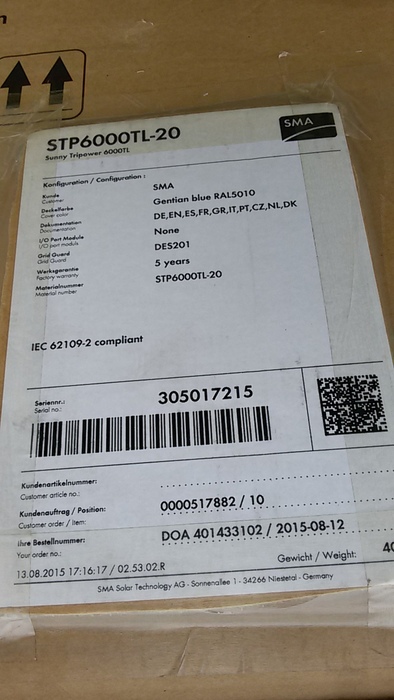 STP6000TL-20
Sunny Tripower 6000TL
SMA
Konfiguration / Configuration :
Kunde
Customer
SMA
Deckelfarbe
Cover color
Gentian blue RAL5010
Dokumentation
Documentation
DE,EN,ES,FR,GR,IT,PT,CZ,NL,DK
I/O Port Module
I/O port moduls
None
Grid Guard
Grid Guard
DES201
Werksgarantie
Factory warranty
5 years
Materialnummer
Material number
STP6000TL-20
IEC 62109-2 compliant
Seriennr.:
Serial no.:
305017215
Kundenartikelnummer:
Customer article no.:
Kundenauftrag / Position:
Customer order / Item:
0000517882 / 10
Ihre Bestellnummer:
Your order no.:
DOA 401433102 / 2015-08-12
Gewicht / Weight:
13.08.2015 17:16:17 / 02.53.02.R
SMA Solar Technology AG - Sonnenallee 1 - 34266 Niestetal - Germany